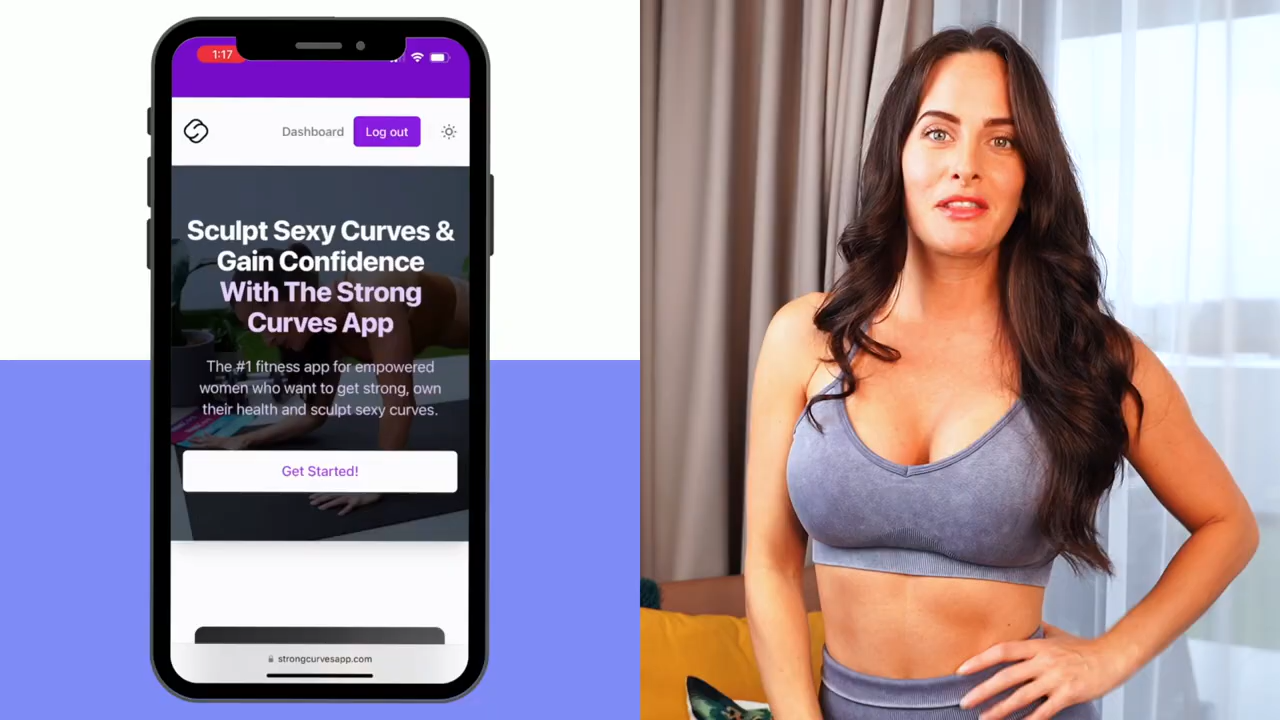 1:17
Dashboard
Log out
Sculpt Sexy Curves &
Gain Confidence
With The Strong
Curves App
The #1 fitness app for empowered
women who want to get strong, own
their health and sculpt sexy curves.
Get Started!
strongcurvesapp.com